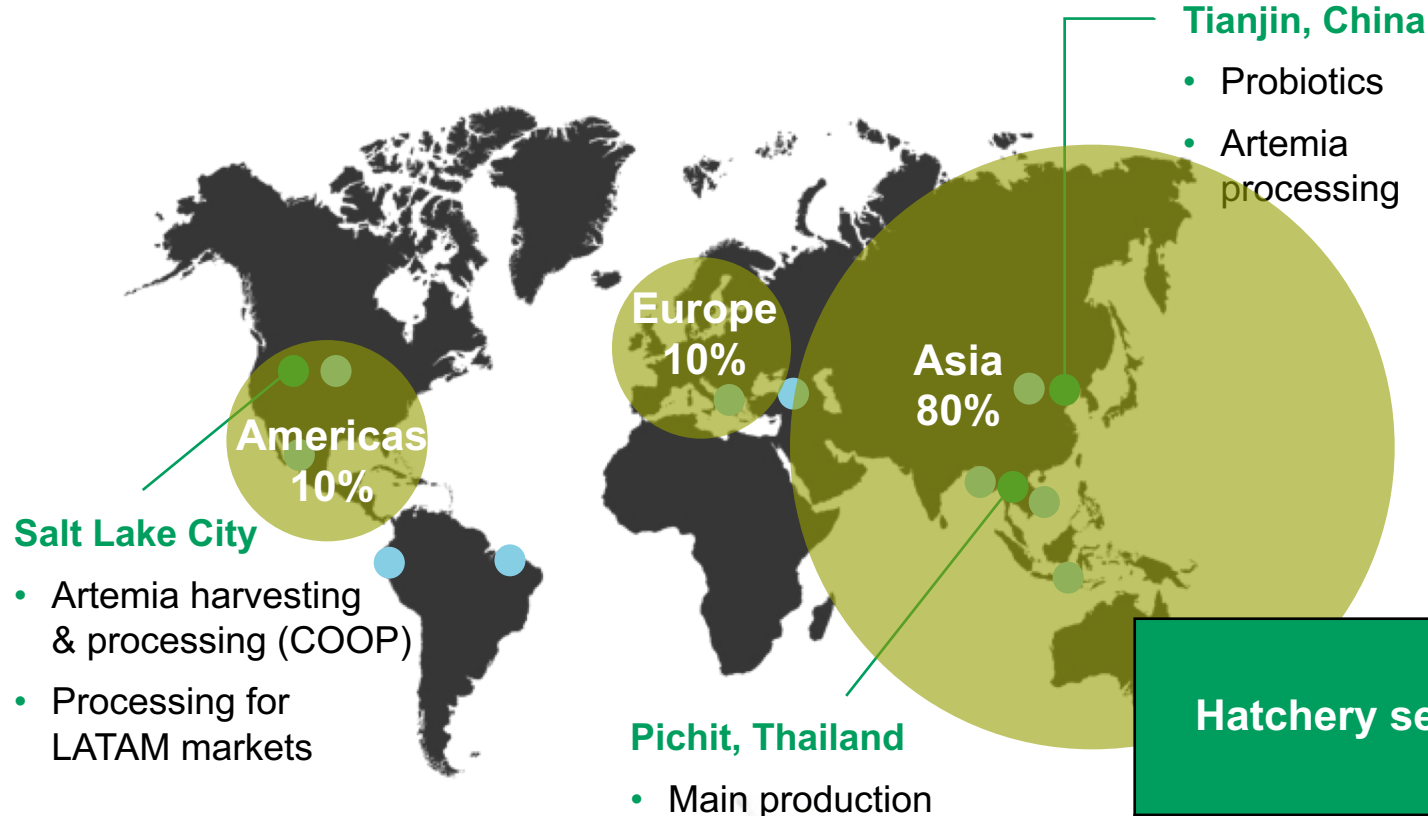 Tianjin, China
• Probiotics
• Artemia
processing
Europe
10%
Asia
80%
Americas
10%
Salt Lake City
• Artemia harvesting
& processing (COOP)
• Processing for
LATAM markets
Pichit, Thailand
• Main production
Hatchery